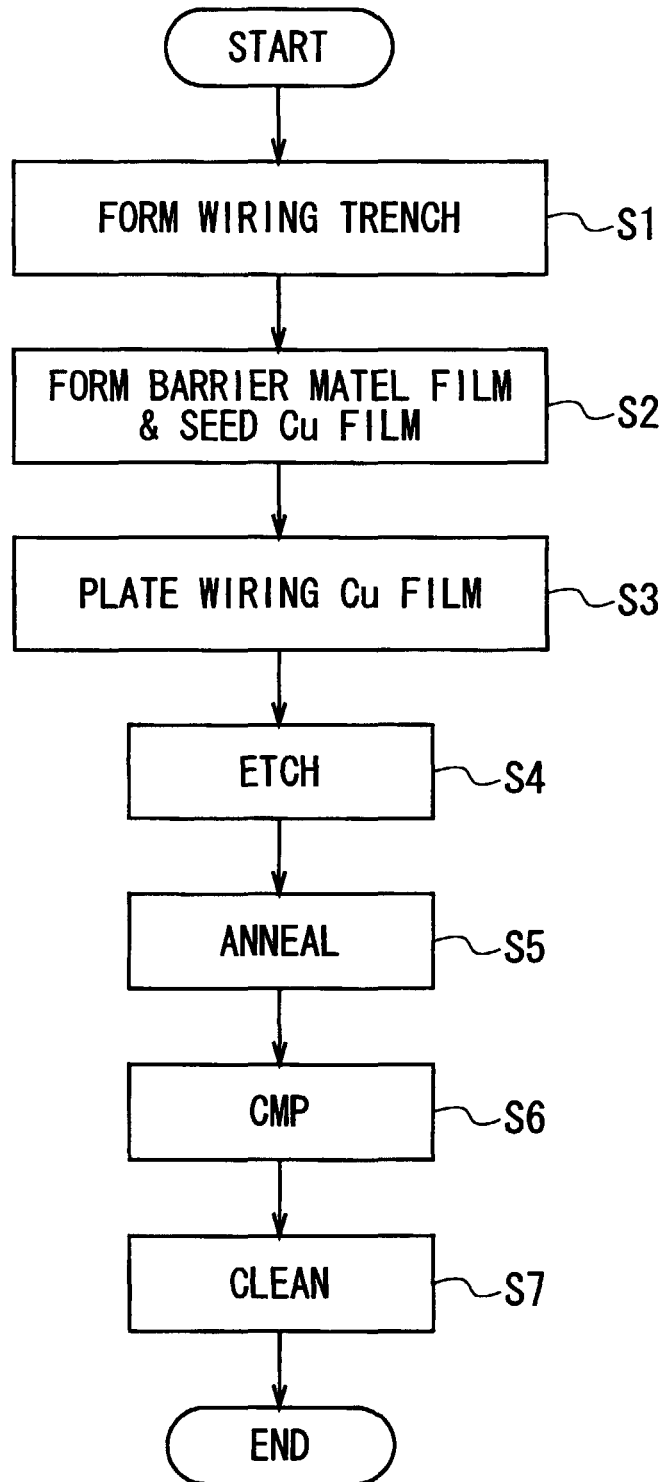 START
FORM WIRING TRENCH
S1
FORM BARRIER MATEL FILM
& SEED Cu FILM
S2
PLATE WIRING Cu FILM
S3
ETCH
S4
ANNEAL
S5
CMP
S6
CLEAN
S7
END